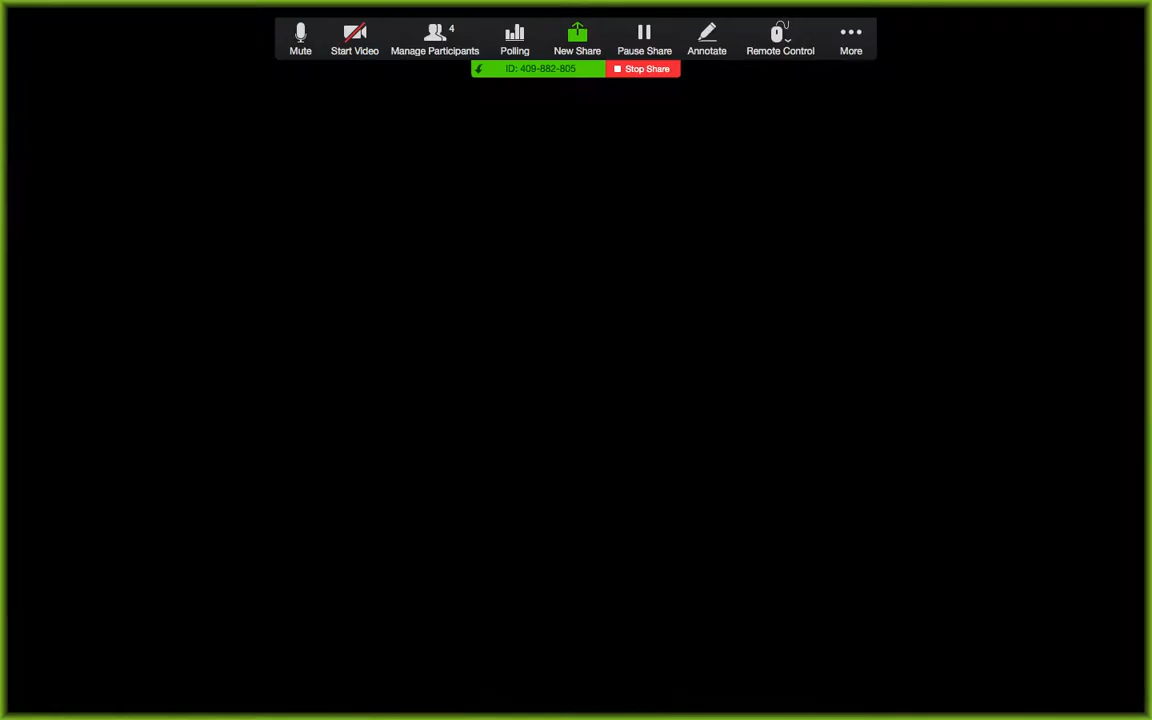 4
Mute Start Video Manage Participants Polling New Share Pause Share Annotate Remote Control More
ID: 409-882-805 Stop Share